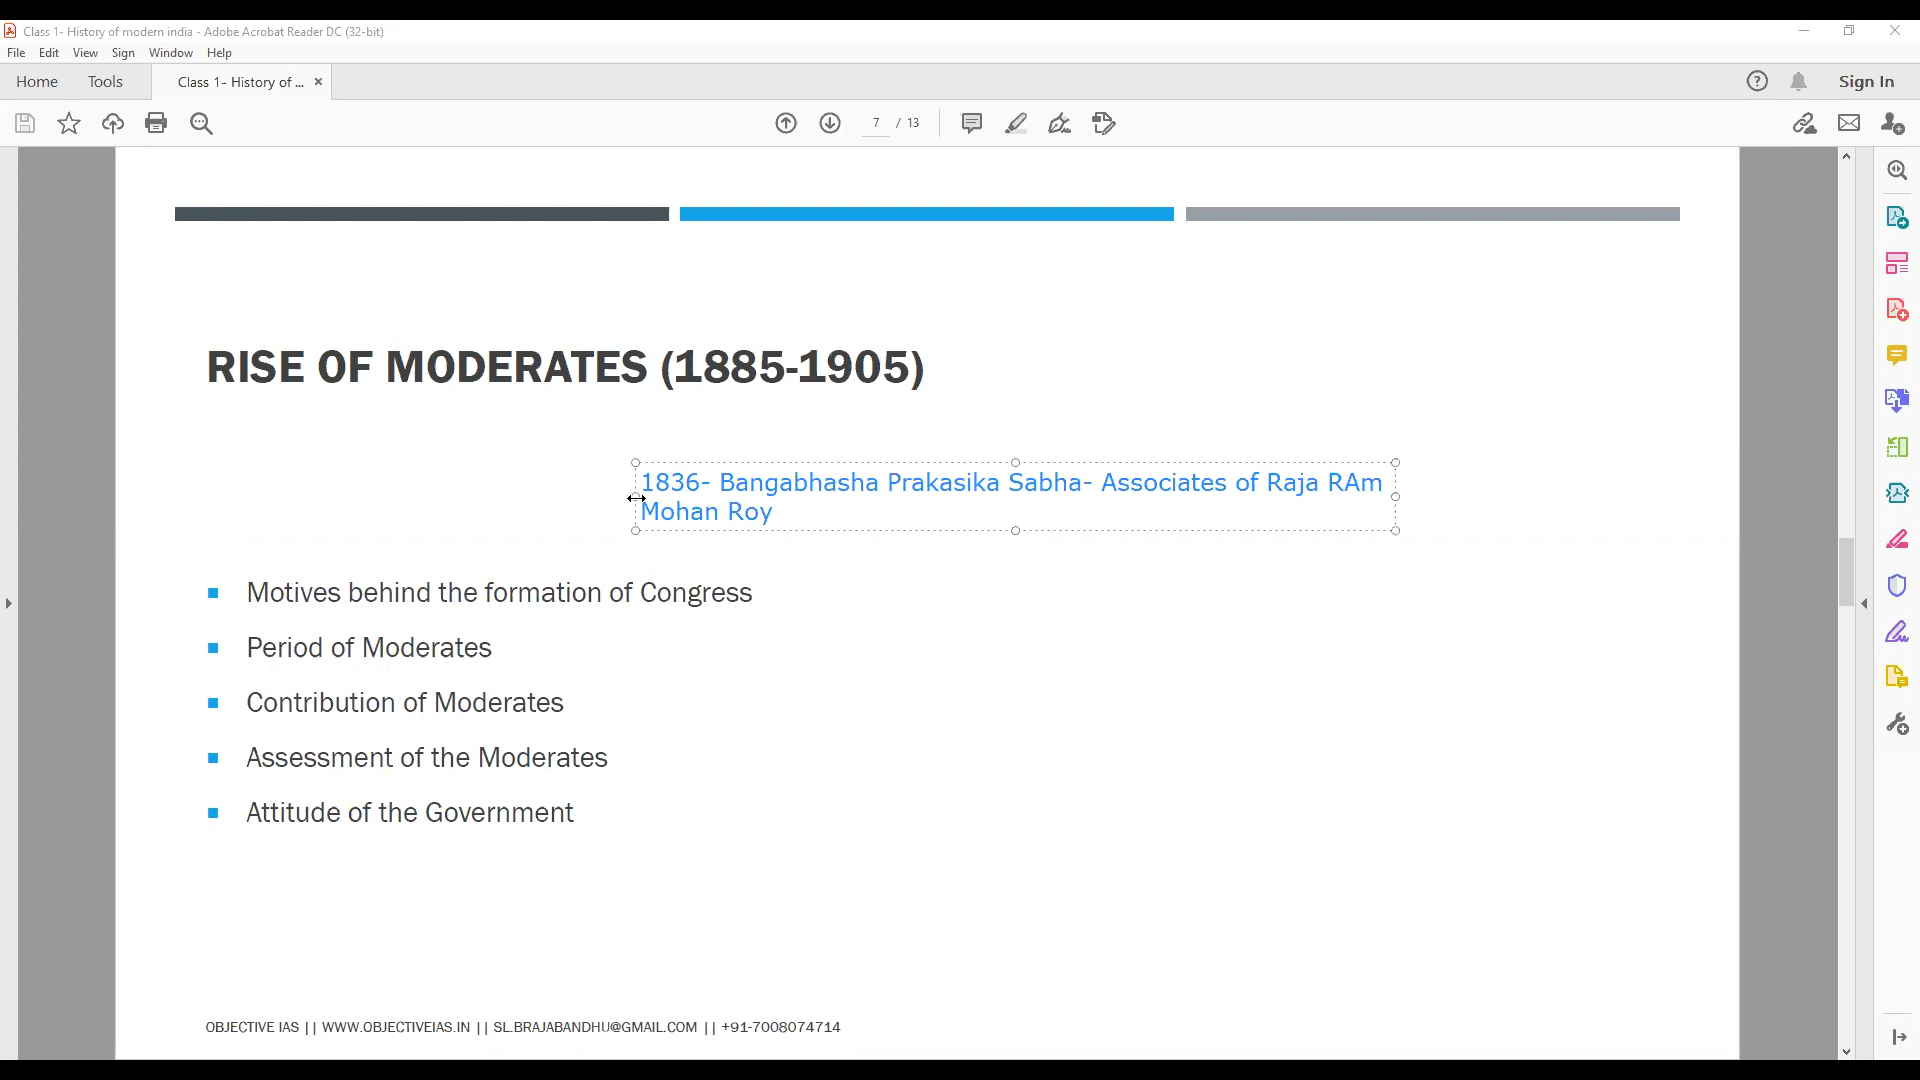 Class 1- History of modern india - Adobe Acrobat Reader DC (32-bit)
File Edit View Sign Window Help
Home Tools Class 1- History of ... × Sign In
7 / 13
RISE OF MODERATES (1885-1905)
1836- Bangabhasha Prakasika Sabha- Associates of Raja RAm
Mohan Roy
Motives behind the formation of Congress
Period of Moderates
Contribution of Moderates
Assessment of the Moderates
Attitude of the Government
OBJECTIVE IAS || WWW.OBJECTIVEIAS.IN || SL.BRAJABANDHU@GMAIL.COM || +91-7008074714